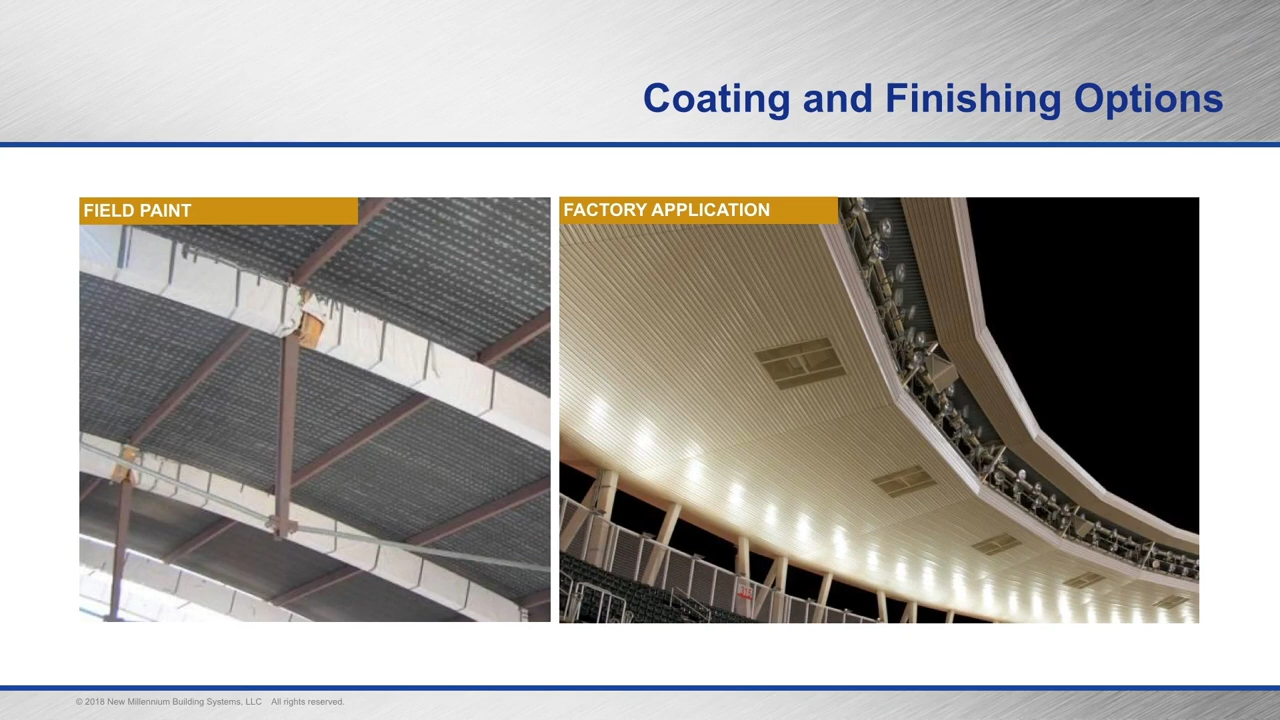 Coating and Finishing Options
FIELD PAINT
FACTORY APPLICATION
© 2018 New Millennium Building Systems, LLC All rights reserved.